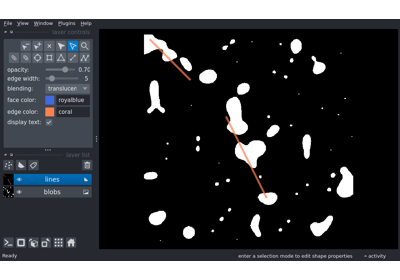 File View Window Plugins Help
layer controls
opacity: 0.70
edge width: 5
blending: translucent
face color: royalblue
edge color: coral
display text:
layer list
lines
blobs
Ready enter a selection mode to edit shape properties activity